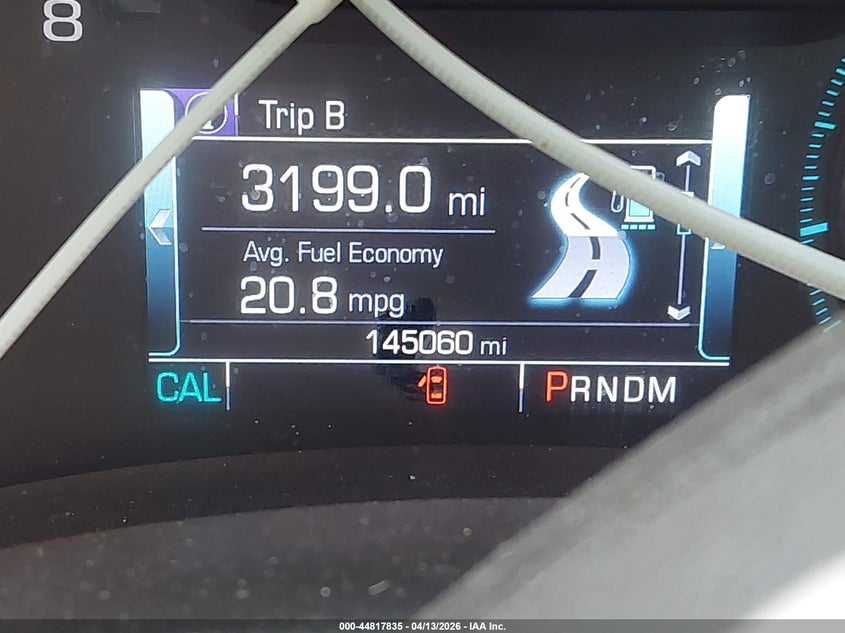 8
Trip B
3199.0 mi
Avg. Fuel Economy
20.8 mpg
145060 mi
CAL
PRNDM
000-44817835 - 04/13/2026 - IAA Inc.